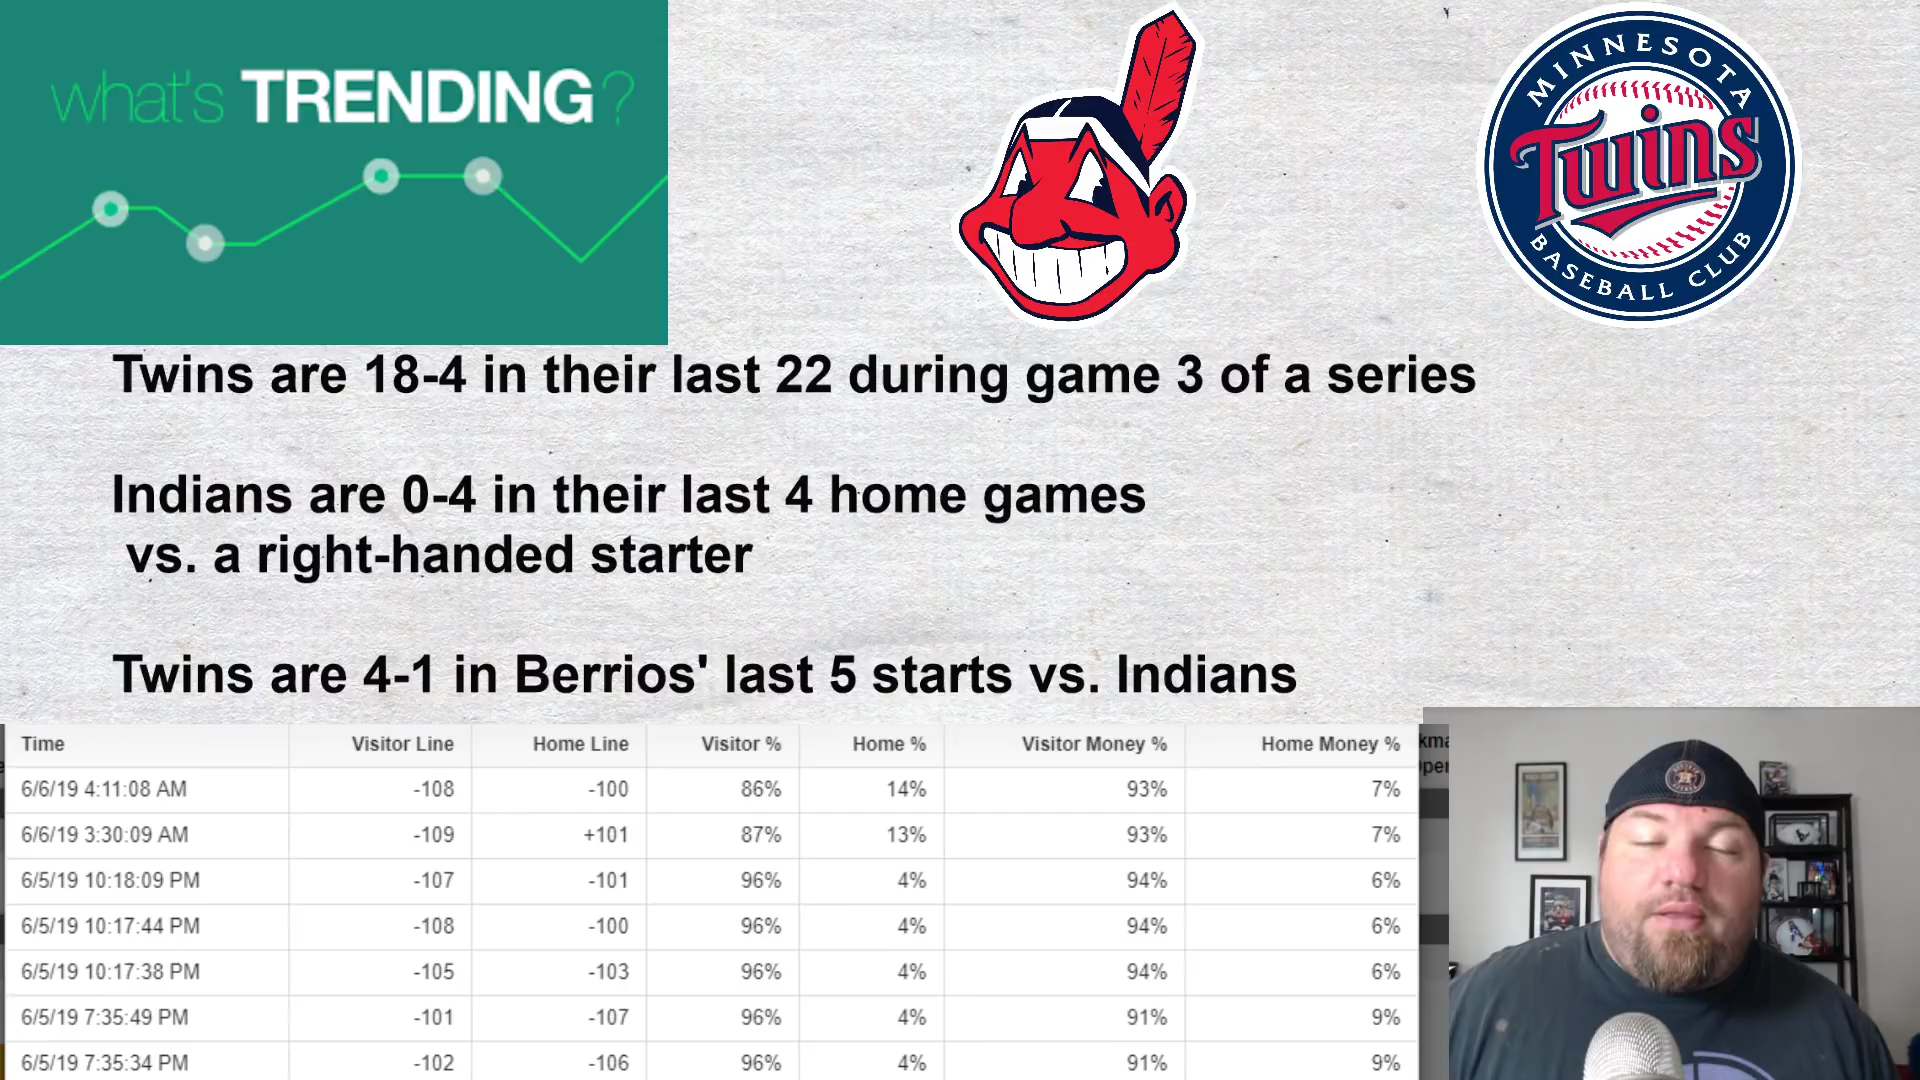 what's TRENDING?
MINNESOTA
Twins
BASEBALL CLUB
Twins are 18-4 in their last 22 during game 3 of a series
Indians are 0-4 in their last 4 home games
vs. a right-handed starter
Twins are 4-1 in Berrios' last 5 starts vs. Indians
Time Visitor Line Home Line Visitor % Home % Visitor Money % Home Money %
6/6/19 4:11:08 AM -108 -100 86% 14% 93% 7%
6/6/19 3:30:09 AM -109 +101 87% 13% 93% 7%
6/5/19 10:18:09 PM -107 -101 96% 4% 94% 6%
6/5/19 10:17:44 PM -108 -100 96% 4% 94% 6%
6/5/19 10:17:38 PM -105 -103 96% 4% 94% 6%
6/5/19 7:35:49 PM -101 -107 96% 4% 91% 9%
6/5/19 7:35:34 PM -102 -106 96% 4% 91% 9%